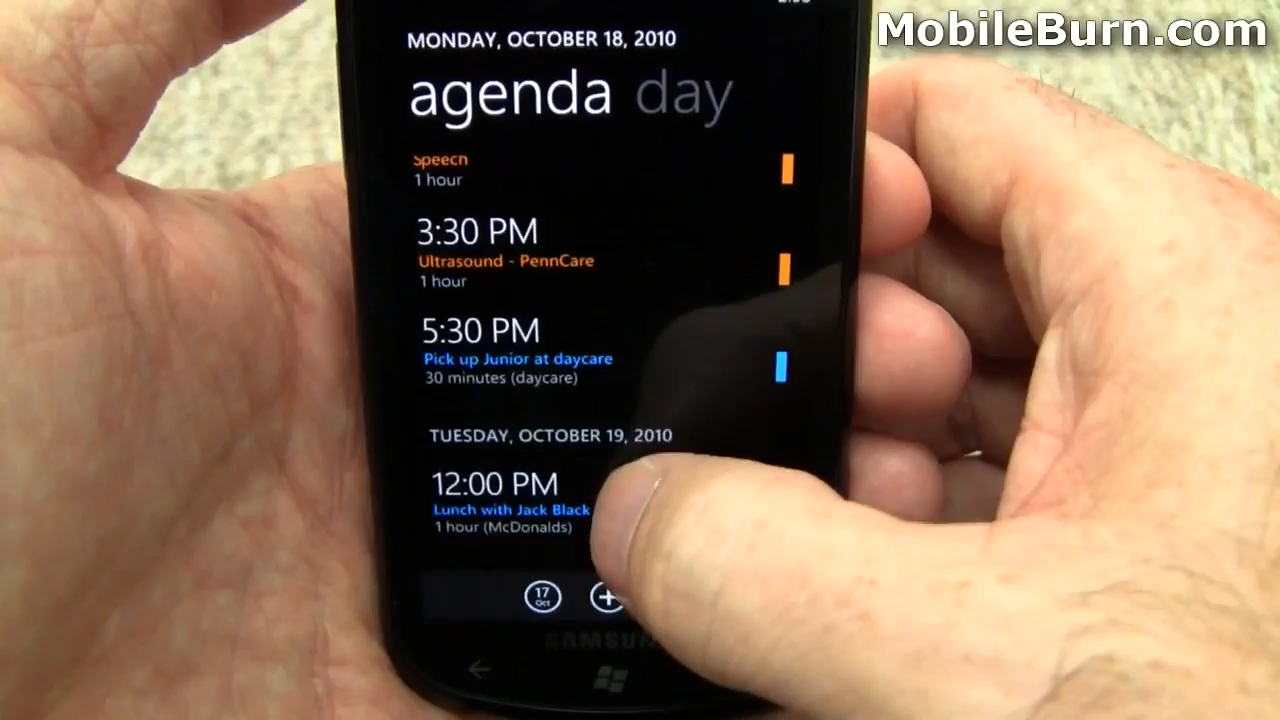 MobileBurn.com
MONDAY, OCTOBER 18, 2010
agenda day
Speech
1 hour
3:30 PM
Ultrasound - PennCare
1 hour
5:30 PM
Pick up Junior at daycare
30 minutes (daycare)
TUESDAY, OCTOBER 19, 2010
12:00 PM
Lunch with Jack Black
1 hour (McDonalds)
17
Oct